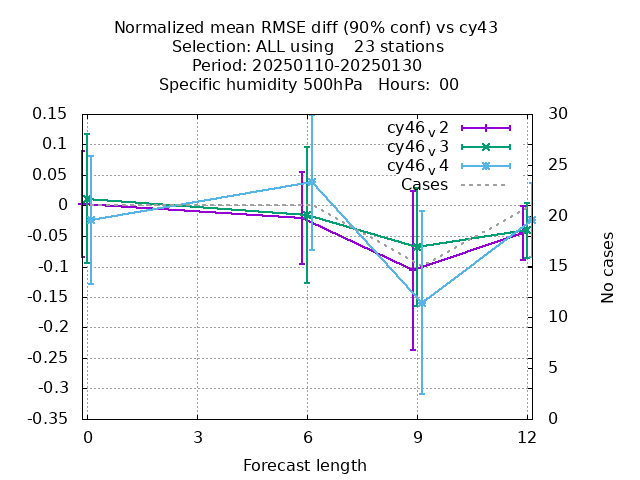 Normalized mean RMSE diff (90% conf) vs cy43
Selection: ALL using    23 stations
Period: 20250110-20250130
Specific humidity 500hPa   Hours:  00
0.15
0.1
0.05
0
-0.05
-0.1
-0.15
-0.2
-0.25
-0.3
-0.35
30
25
20
15
10
5
0
cy46v2
cy46v3
cy46v4
Cases
No cases
0
3
6
9
12
Forecast length